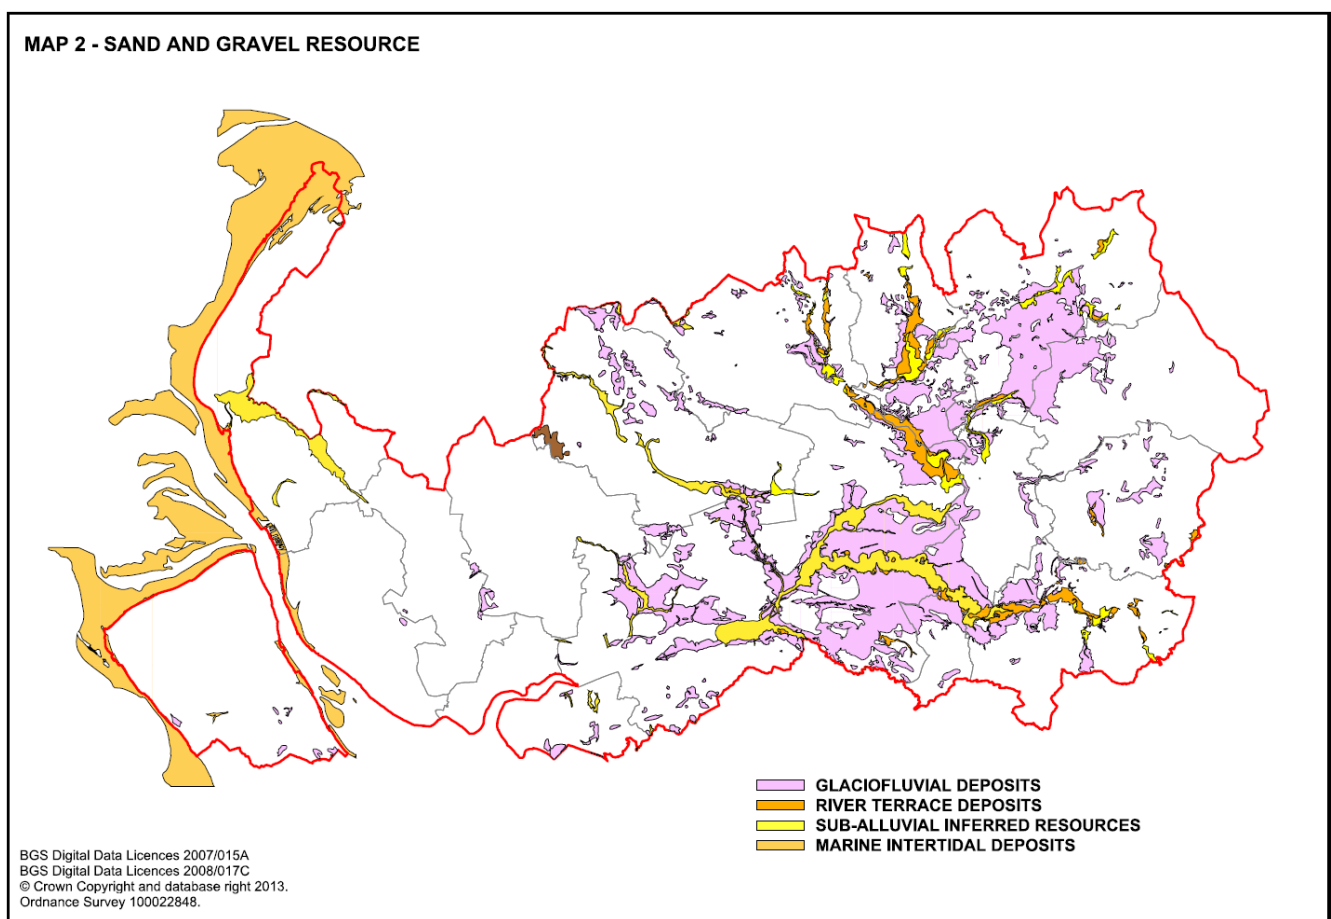 MAP 2 - SAND AND GRAVEL RESOURCE
GLACIOFLUVIAL DEPOSITS
RIVER TERRACE DEPOSITS
SUB-ALLUVIAL INFERRED RESOURCES
MARINE INTERTIDAL DEPOSITS
BGS Digital Data Licences 2007/015A
BGS Digital Data Licences 2008/017C
© Crown Copyright and database right 2013.
Ordnance Survey 100022848.